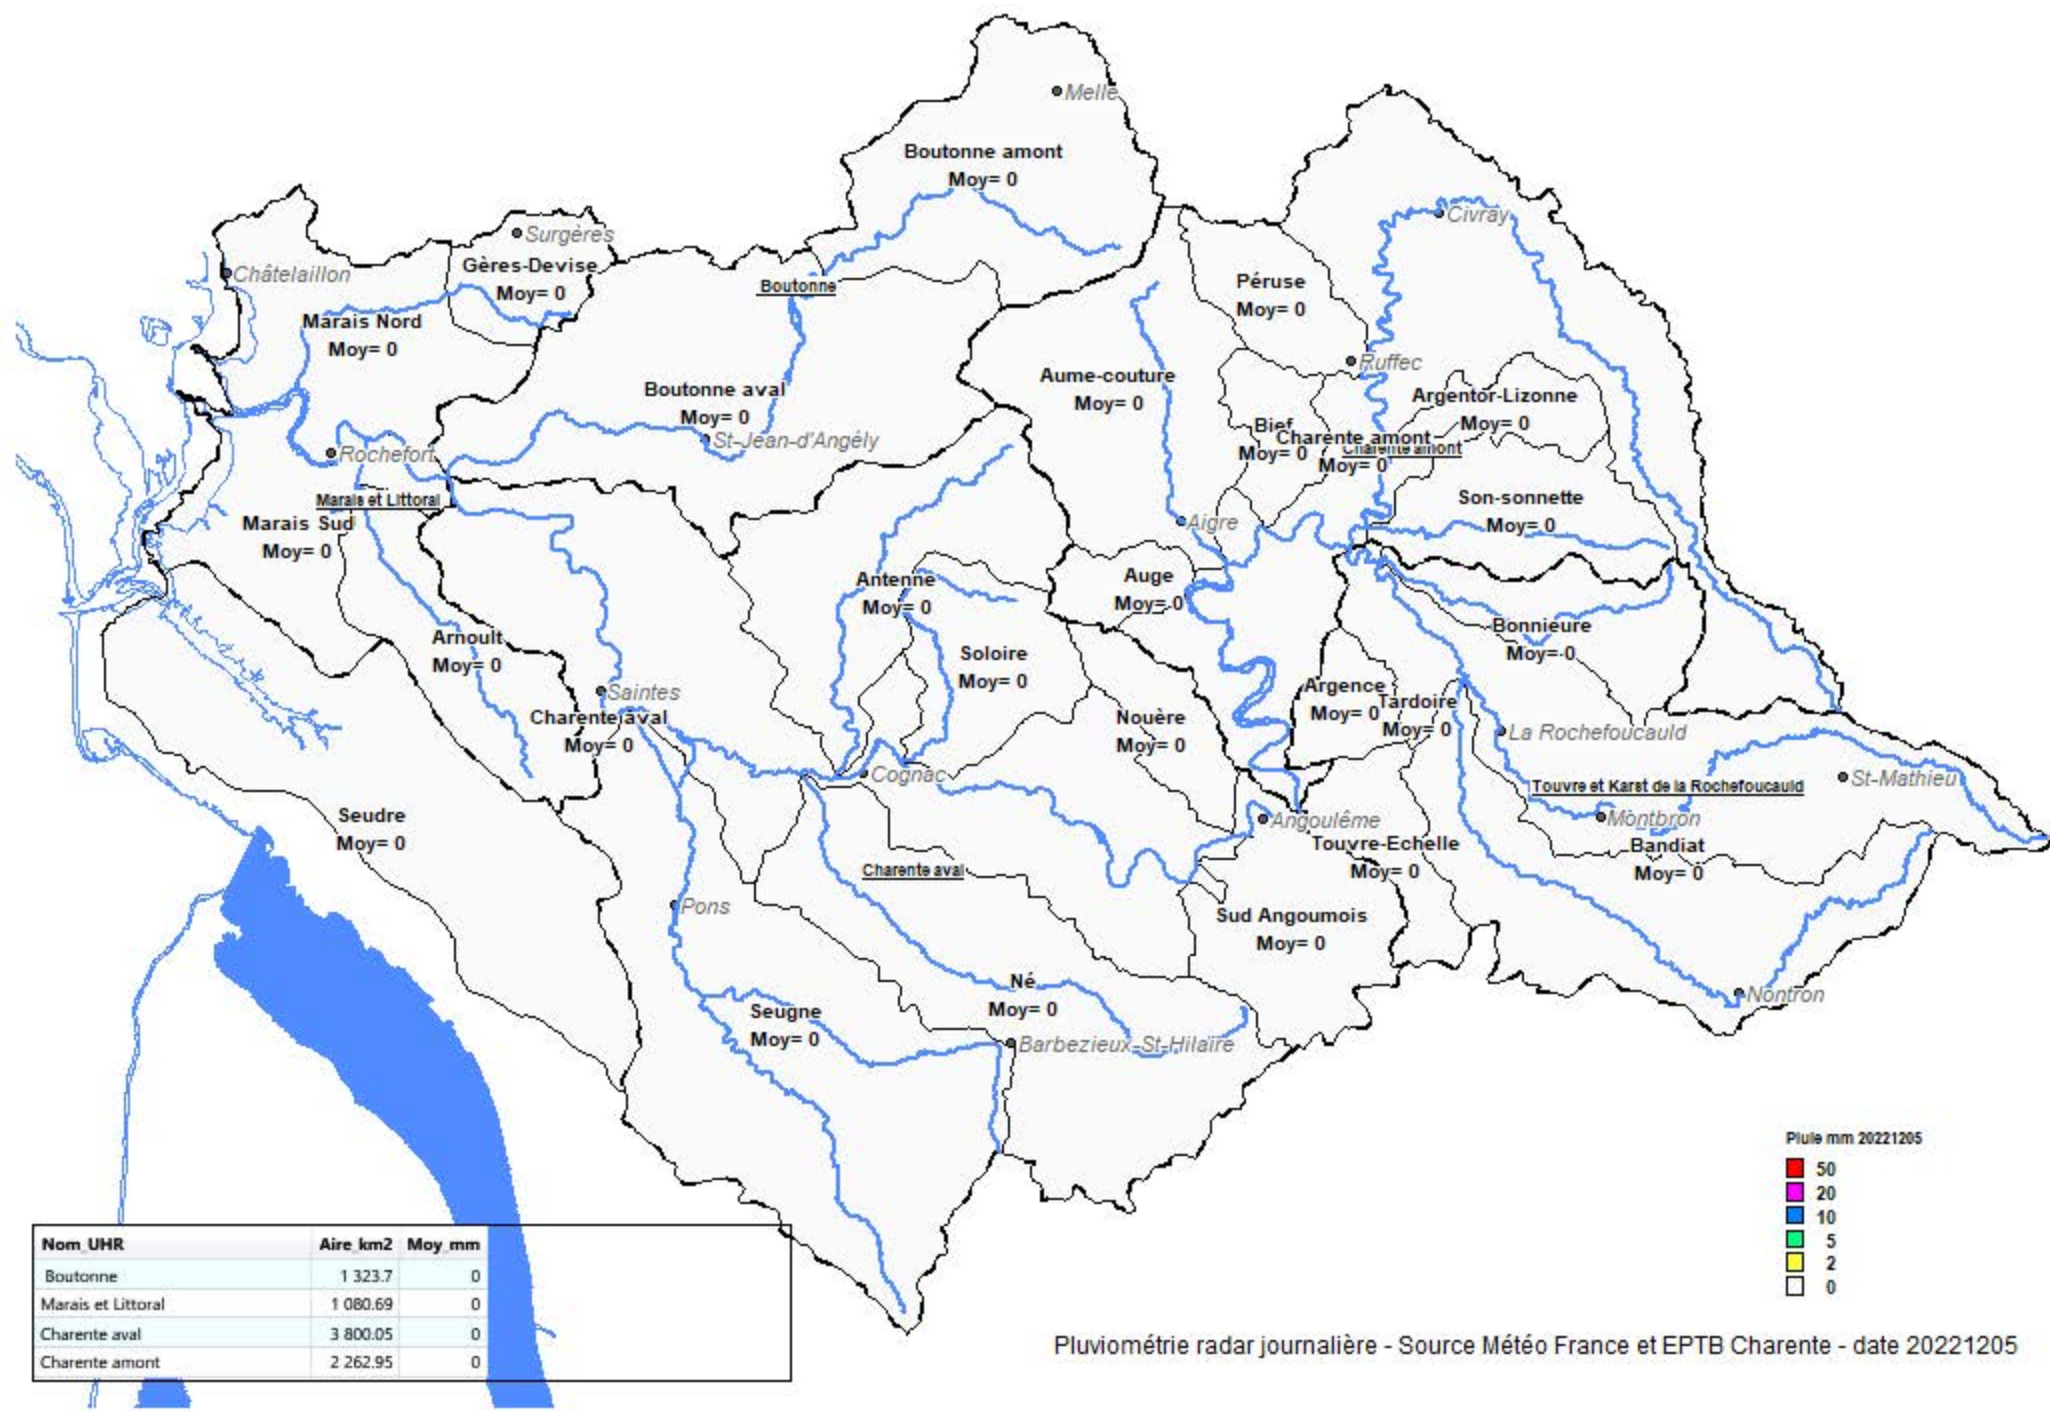 Melle
Boutonne amont
Moy= 0
Civray
Surgères
Châtelaillon
Gères-Devise
Moy= 0
Boutonne
Péruse
Moy= 0
Marais Nord
Moy= 0
Ruffec
Aume-couture
Moy= 0
Boutonne aval
Moy= 0
Argentor-Lizonne
Moy= 0
St-Jean-d'Angély
Bief
Moy= 0
Charente amont
Moy= 0
Charente amont
Rochefort
Marais et Littoral
Son-sonnette
Moy= 0
Marais Sud
Moy= 0
Aigre
Antenne
Moy= 0
Auge
Moy= 0
Bonnieure
Moy= 0
Arnoult
Moy= 0
Soloire
Moy= 0
Saintes
Argence
Moy= 0
Tardoire
Moy= 0
Charente aval
Moy= 0
Nouère
Moy= 0
La Rochefoucauld
Cognac
St-Mathieu
Touvre et Karst de la Rochefoucauld
Seudre
Moy= 0
Angoulême
Montbron
Touvre-Echelle
Moy= 0
Bandiat
Moy= 0
Charente aval
Pons
Sud Angoumois
Moy= 0
Né
Moy= 0
Nontron
Seugne
Moy= 0
Barbezieux-St-Hilaire
Pluie mm 20221205
50
20
10
5
2
0
Nom_UHR Aire_km2 Moy_mm
Boutonne 1 323.7 0
Marais et Littoral 1 080.69 0
Charente aval 3 800.05 0
Charente amont 2 262.95 0
Pluviométrie radar journalière - Source Météo France et EPTB Charente - date 20221205